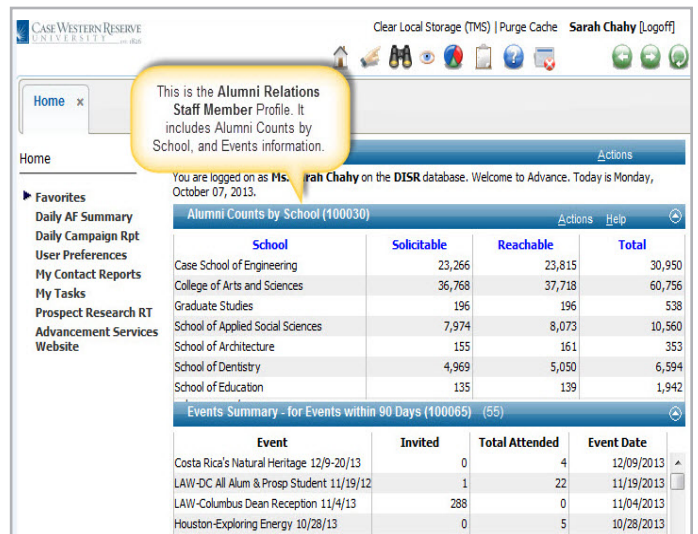 CASE WESTERN RESERVE
UNIVERSITY EST. 1826
Clear Local Storage (TMS) | Purge Cache Sarah Chahy [Logoff]
Home x
This is the Alumni Relations
Staff Member Profile. It
includes Alumni Counts by
School, and Events information.
Home
Actions
You are logged on as Ms. Sarah Chahy on the DISR database. Welcome to Advance. Today is Monday,
October 07, 2013.
Favorites
Daily AF Summary
Daily Campaign Rpt
User Preferences
My Contact Reports
My Tasks
Prospect Research RT
Advancement Services
Website
Alumni Counts by School (100030) Actions Help
School Solicitable Reachable Total
Case School of Engineering 23,266 23,815 30,950
College of Arts and Sciences 36,768 37,718 60,756
Graduate Studies 196 196 538
School of Applied Social Sciences 7,974 8,073 10,560
School of Architecture 155 161 353
School of Dentistry 4,969 5,050 6,594
School of Education 135 139 1,942
Events Summary - for Events within 90 Days (100065) (55)
Event Invited Total Attended Event Date
Costa Rica's Natural Heritage 12/9-20/13 0 4 12/09/2013
LAW-DC All Alum & Prosp Student 11/19/12 1 22 11/19/2013
LAW-Columbus Dean Reception 11/4/13 288 0 11/04/2013
Houston-Exploring Energy 10/28/13 0 5 10/28/2013